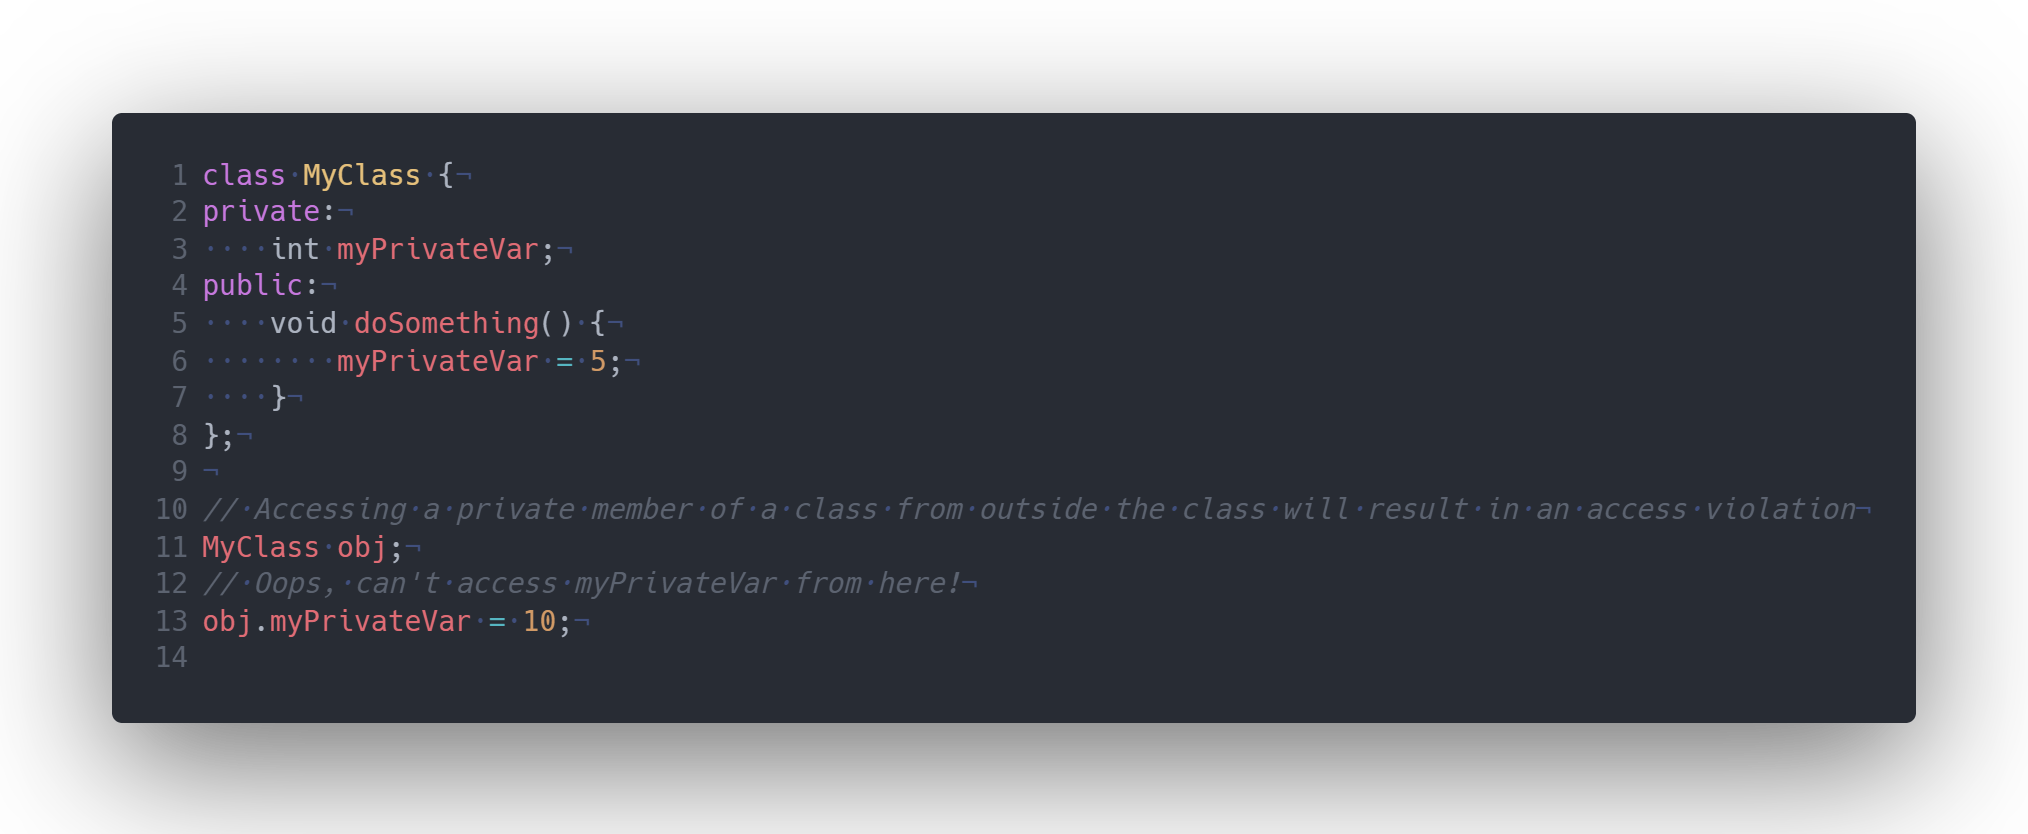 1 class MyClass {
2 private:
3     int myPrivateVar;
4 public:
5     void doSomething() {
6         myPrivateVar = 5;
7     }
8 };
9
10 // Accessing a private member of a class from outside the class will result in an access violation
11 MyClass obj;
12 // Oops, can't access myPrivateVar from here!
13 obj.myPrivateVar = 10;
14